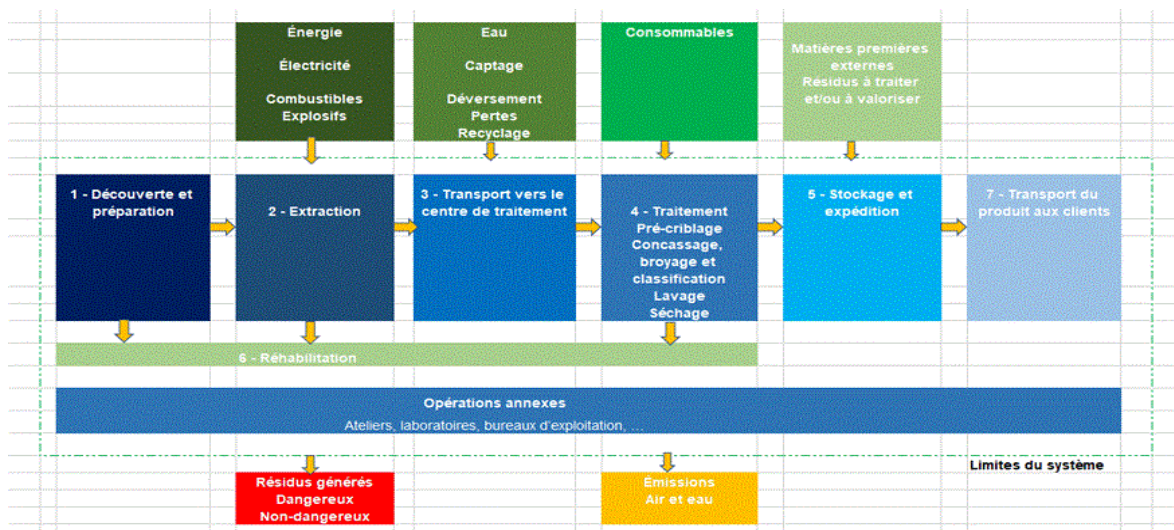 Énergie
Électricité
Combustibles
Explosifs
Eau
Captage
Déversement
Pertes
Recyclage
Consommables
Matières premières
externes
Résidus à traiter
et/ou à valoriser
1 - Découverte et
préparation
2 - Extraction
3 - Transport vers le
centre de traitement
4 - Traitement
Pré-criblage
Concassage,
broyage et
classification
Lavage
Séchage
5 - Stockage et
expédition
7 - Transport du
produit aux clients
6 - Réhabilitation
Opérations annexes
Ateliers, laboratoires, bureaux d'exploitation, ...
Limites du système
Résidus générés
Dangereux
Non-dangereux
Émissions
Air et eau